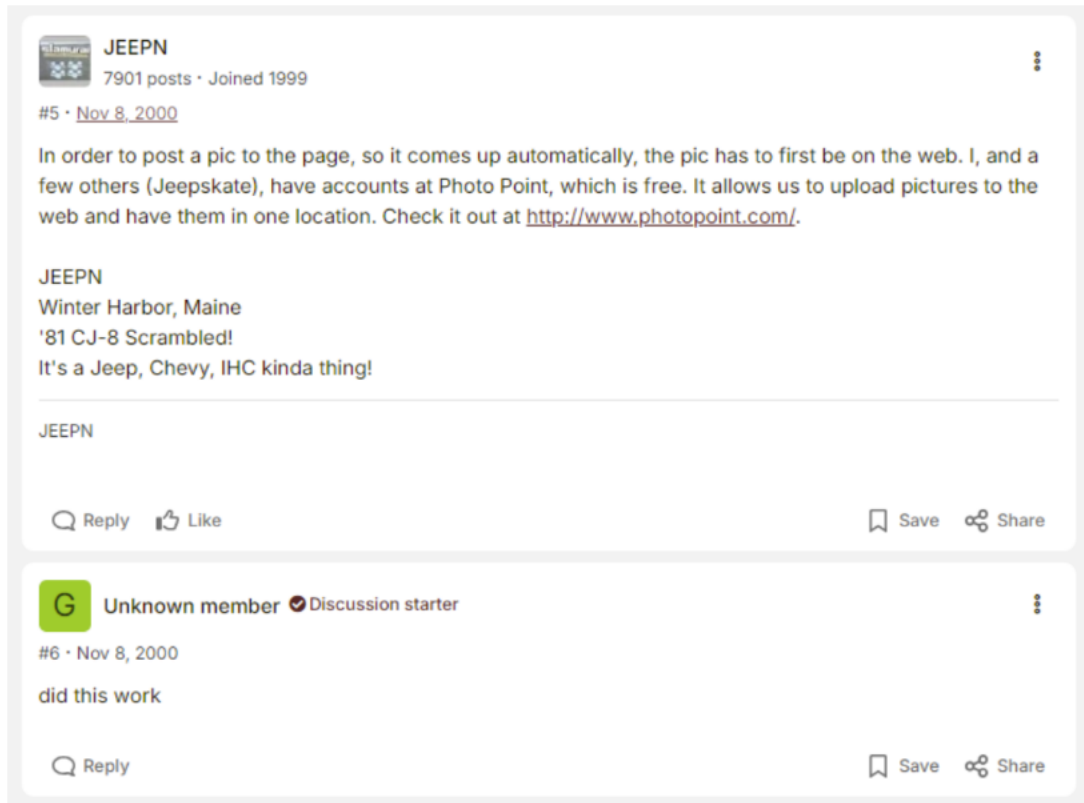 JEEPN
7901 posts · Joined 1999
#5 · Nov 8, 2000
In order to post a pic to the page, so it comes up automatically, the pic has to first be on the web. I, and a
few others (Jeepskate), have accounts at Photo Point, which is free. It allows us to upload pictures to the
web and have them in one location. Check it out at http://www.photopoint.com/.
JEEPN
Winter Harbor, Maine
'81 CJ-8 Scrambled!
It's a Jeep, Chevy, IHC kinda thing!
JEEPN
Reply Like Save Share
G Unknown member Discussion starter
#6 · Nov 8, 2000
did this work
Reply Save Share